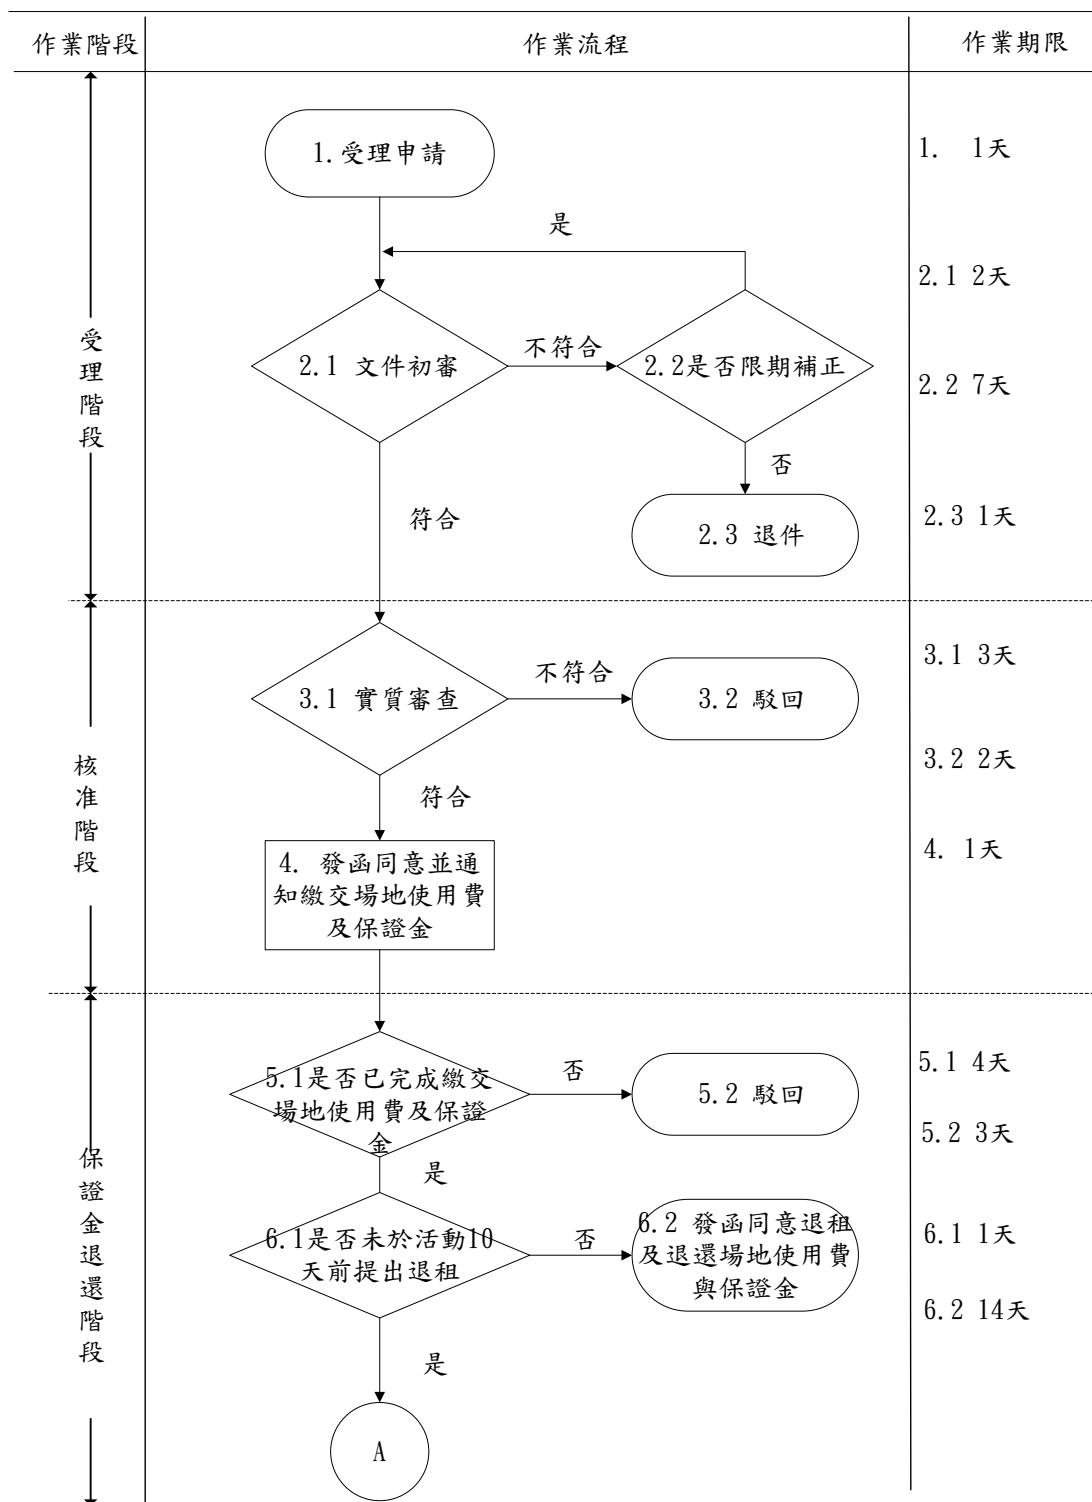 作業階段
作業流程
作業期限
受理階段
1.受理申請
1. 1天
是
2.1 2天
2.1 文件初審
不符合
2.2是否限期補正
2.2 7天
否
符合
2.3 退件
2.3 1天
核准階段
3.1 實質審查
不符合
3.2 駁回
3.1 3天
3.2 2天
符合
4. 發函同意並通
知繳交場地使用費
及保證金
4. 1天
保證金退還階段
5.1是否已完成繳交
場地使用費及保證
金
否
5.2 駁回
5.1 4天
5.2 3天
是
6.1是否未於活動10
天前提出退租
否
6.2 發函同意退租
及退還場地使用費
與保證金
6.1 1天
6.2 14天
是
A